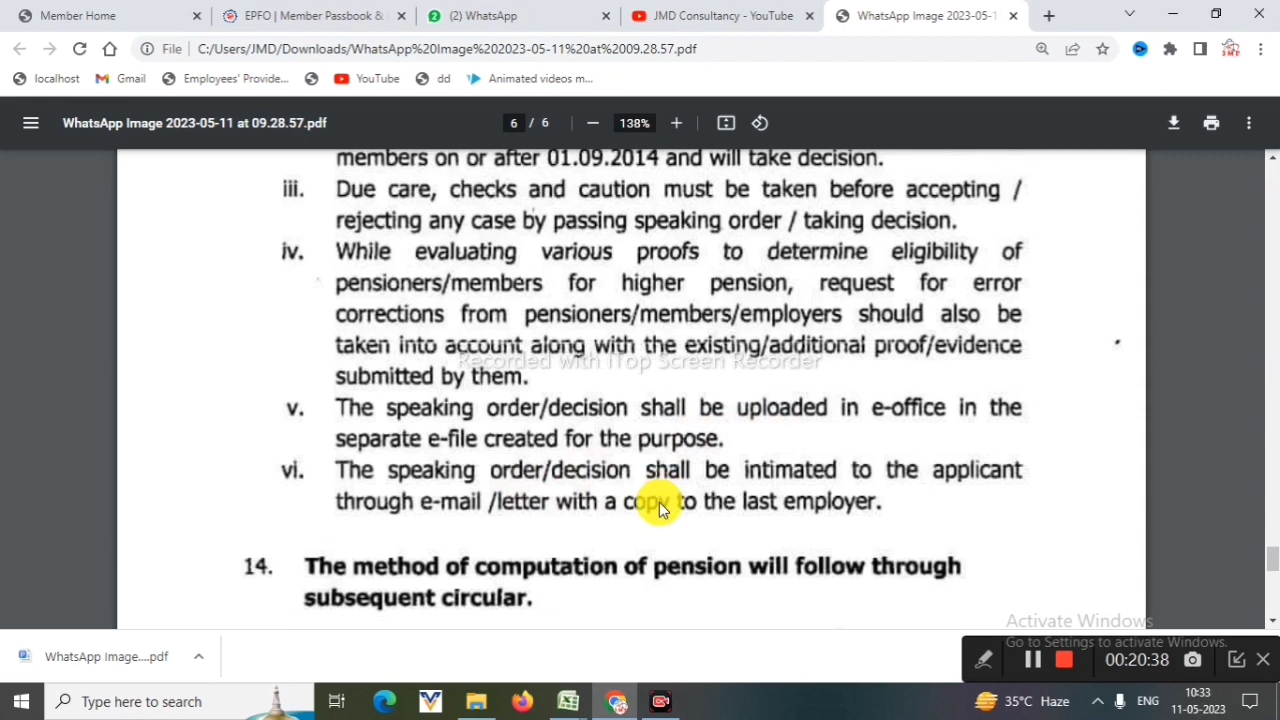 Member Home
EPFO | Member Passbook &
(2) WhatsApp
JMD Consultancy - YouTube
WhatsApp Image 2023-05-1
File
C:/Users/JMD/Downloads/WhatsApp%20Image%202023-05-11%20at%2009.28.57.pdf
localhost
Gmail
Employees' Provide...
YouTube
dd
Animated videos m...
WhatsApp Image 2023-05-11 at 09.28.57.pdf
6 / 6
138%
members on or after 01.09.2014 and will take decision.
iii. Due care, checks and caution must be taken before accepting /
rejecting any case by passing speaking order / taking decision.
iv. While evaluating various proofs to determine eligibility of
pensioners/members for higher pension, request for error
corrections from pensioners/members/employers should also be
taken into account along with the existing/additional proof/evidence
Recorded with iTop Screen Recorder
submitted by them.
v. The speaking order/decision shall be uploaded in e-office in the
separate e-file created for the purpose.
vi. The speaking order/decision shall be intimated to the applicant
through e-mail /letter with a copy to the last employer.
14. The method of computation of pension will follow through
subsequent circular.
Activate Windows
Go to Settings to activate Windows.
WhatsApp Image....pdf
00:20:38
Type here to search
35°C Haze
ENG
10:33
11-05-2023